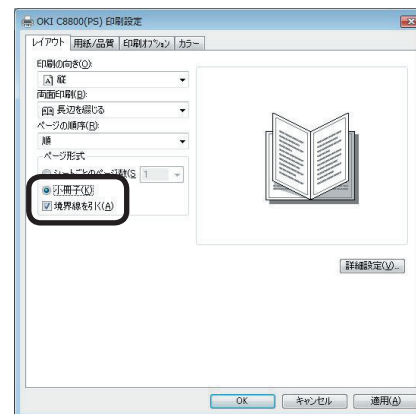 OKI C8800(PS) 印刷設定
レイアウト 用紙/品質 印刷オプション カラー
印刷の向き(O):
縦
両面印刷(B):
長辺を綴じる
ページの順序(R):
順
ページ形式
シートごとのページ数(S 1
小冊子(K)
境界線を引く(A)
詳細設定(V)...
OK キャンセル 適用(A)